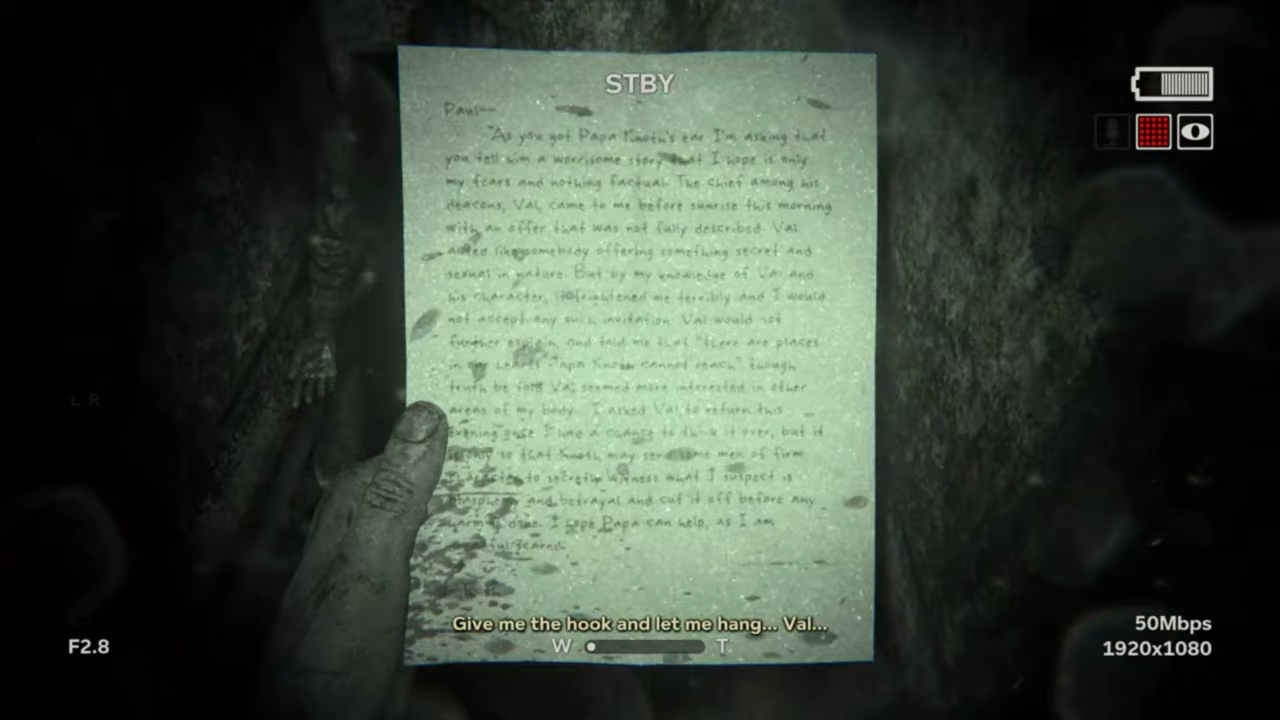 STBY
Paul—
"As you got Papa Knoth's ear I'm asking that
you tell him a worrisome story that I hope is only
my fears and nothing factual. The chief among his
deacons, Val, came to me before sunrise this morning
with an offer that was not fully described. Val
acted like somebody offering something secret and
sexual in nature. But by my knowledge of Val and
his character, it frightened me terribly and I would
not accept any such invitation. Val would not
further explain, and told me that "there are places
in our hearts Papa Knoth cannot reach" though
truth be told Val seemed more interested in other
areas of my body. I asked Val to return this
evening once I had a chance to think it over, but it
is only so that Knoth may send some men of firm
character to secretly witness what I suspect is
blasphemy and betrayal and cut it off before any
harm is done. I hope Papa can help, as I am
scared.
Give me the hook and let me hang... Val...
W T
L R
F2.8
50Mbps
1920x1080